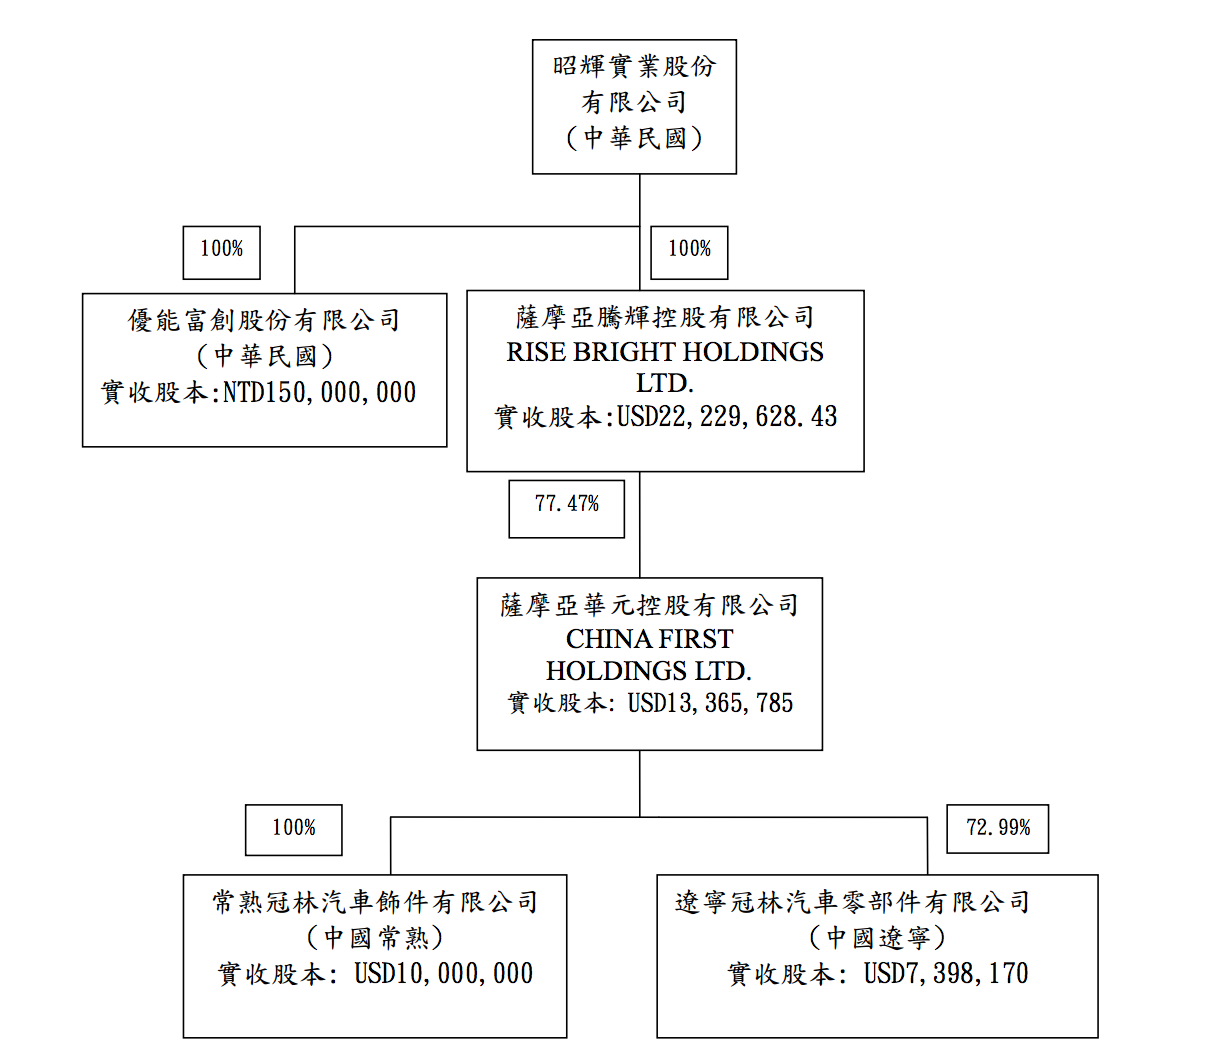 昭輝實業股份
有限公司
(中華民國)
100%
100%
優能富創股份有限公司
(中華民國)
實收股本:NTD150,000,000
薩摩亞騰輝控股有限公司
RISE BRIGHT HOLDINGS
LTD.
實收股本:USD22,229,628.43
77.47%
薩摩亞華元控股有限公司
CHINA FIRST
HOLDINGS LTD.
實收股本: USD13,365,785
100%
72.99%
常熟冠林汽車飾件有限公司
(中國常熟)
實收股本: USD10,000,000
遼寧冠林汽車零部件有限公司
(中國遼寧)
實收股本: USD7,398,170